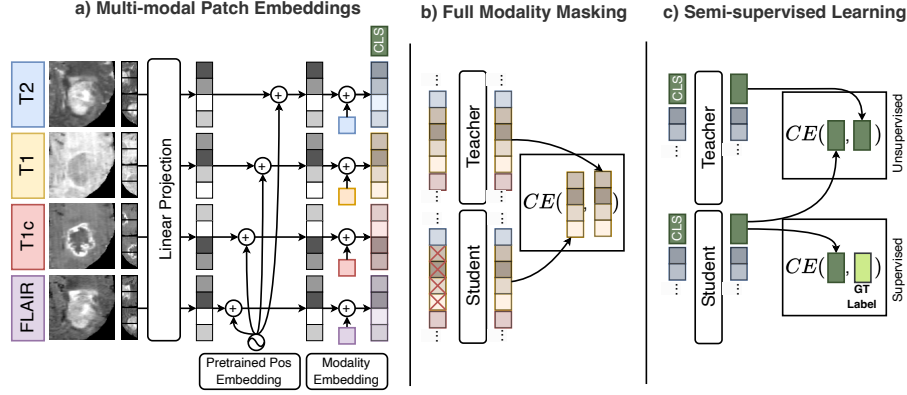 a) Multi-modal Patch Embeddings
CLS
T2
T1
T1c
FLAIR
Linear Projection
Pretrained Pos
Embedding
Modality
Embedding
b) Full Modality Masking
...
...
Teacher
...
...
...
...
Student
...
...
CE( , )
c) Semi-supervised Learning
CLS
...
Teacher
...
CE( , )
Unsupervised
CLS
...
Student
...
CE( , )
GT
Label
Supervised